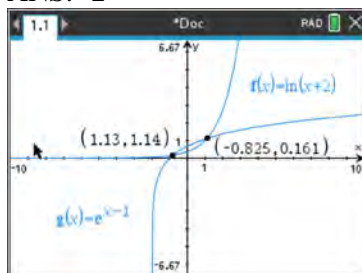 1.1 *Doc RAD
6.67 y
f(x)=ln(x+2)
(1.13,1.14)
1
x
-10 1 10
(-0.825,0.161)
g(x)=e^x-1
-6.67